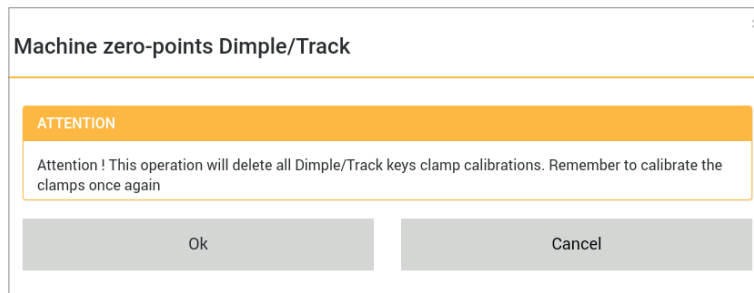 Machine zero-points Dimple/Track
ATTENTION
Attention ! This operation will delete all Dimple/Track keys clamp calibrations. Remember to calibrate the
clamps once again
Ok
Cancel